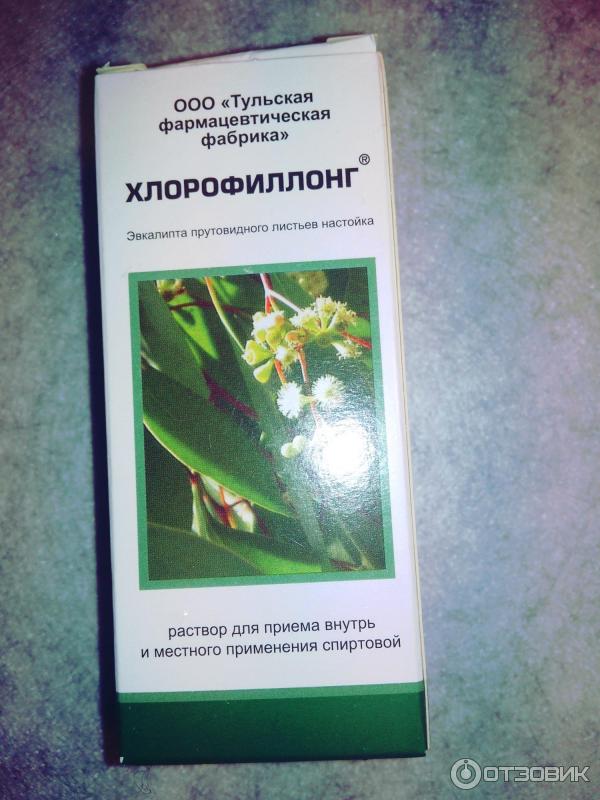 ООО «Тульская
фармацевтическая
фабрика»
ХЛОРОФИЛЛОНГ®
Эвкалипта прутовидного листьев настойка
раствор для приема внутрь
и местного применения спиртовой
ОТЗОВИК